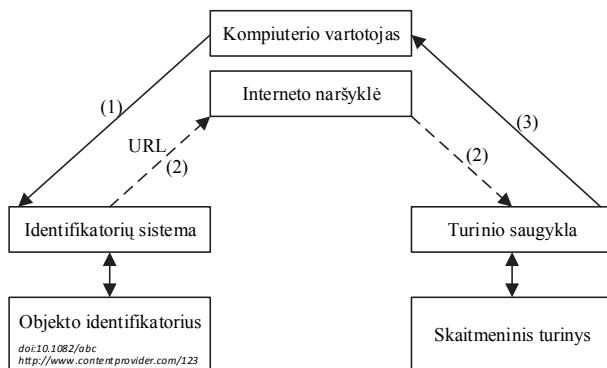 Kompiuterio vartotojas
Interneto naršyklė
(1)
URL
(2)
(2)
(3)
Identifikatorių sistema
Turinio saugykla
Objekto identifikatorius
doi:10.1082/abc
http://www.contentprovider.com/123
Skaitmeninis turinys